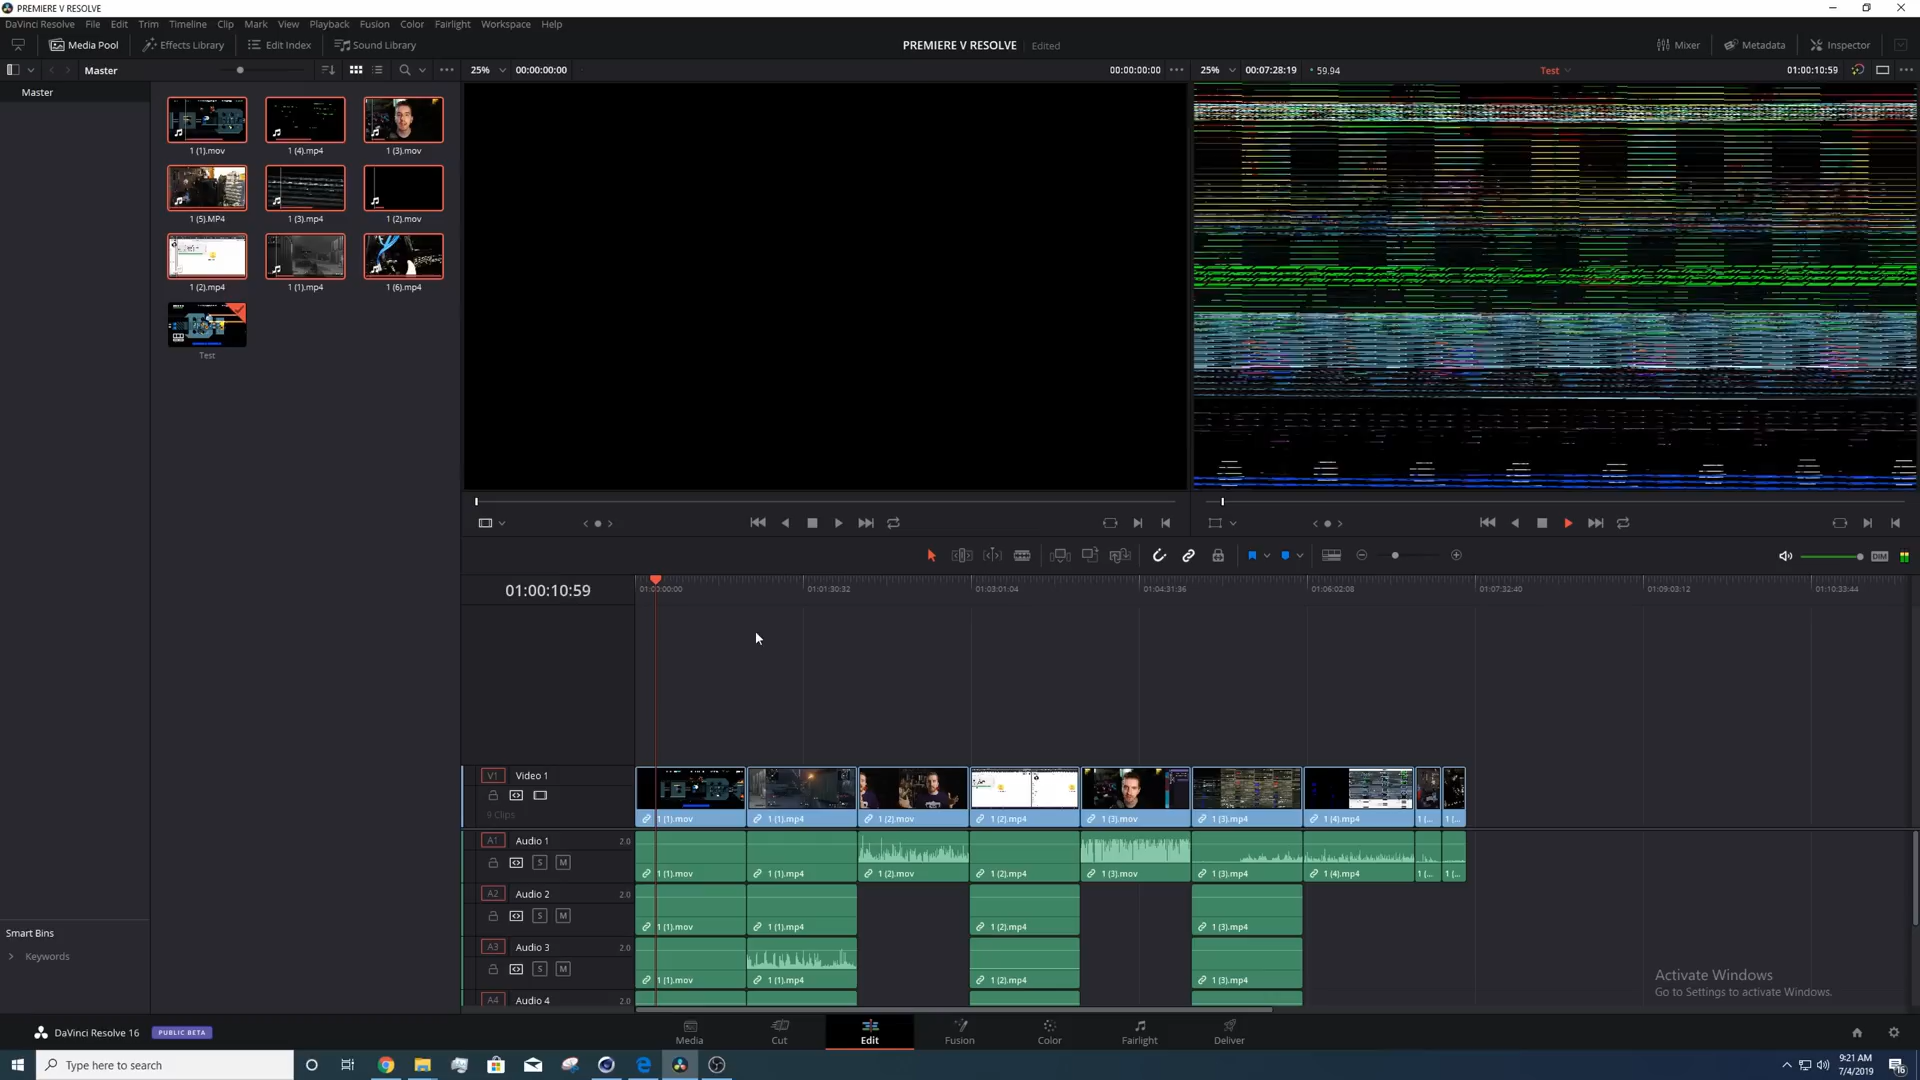 PREMIERE V RESOLVE
DaVinci Resolve File Edit Trim Timeline Clip Mark View Playback Fusion Color Fairlight Workspace Help
Media Pool Effects Library Edit Index Sound Library PREMIERE V RESOLVE Edited Mixer Metadata Inspector
Master 25% 00:00:00:00 00:00:00:00 25% 00:07:28:19 59.94 Test 01:00:10:59
Master
1 (1).mov 1 (4).mp4 1 (3).mov
1 (5).MP4 1 (3).mp4 1 (2).mov
1 (2).mp4 1 (1).mp4 1 (6).mp4
Test
DIM
01:00:10:59 01:01:30:32 01:03:01:04 01:04:31:36 01:06:02:08 01:07:32:40 01:09:03:12 01:10:33:44
V1 Video 1
9 Clips
1 (1).mov 1 (1).mp4 1 (2).mov 1 (2).mp4 1 (3).mov 1 (3).mp4 1 (4).mp4 1 (... 1 (...
A1 Audio 1 2.0
S M
1 (1).mov 1 (1).mp4 1 (2).mov 1 (2).mp4 1 (3).mov 1 (3).mp4 1 (4).mp4 1 (... 1 (...
A2 Audio 2 2.0
S M
1 (1).mov 1 (1).mp4 1 (2).mp4 1 (3).mp4
A3 Audio 3 2.0
S M
1 (1).mov 1 (1).mp4 1 (2).mp4 1 (3).mp4
A4 Audio 4 2.0
Smart Bins
Keywords
Activate Windows
Go to Settings to activate Windows.
DaVinci Resolve 16 PUBLIC BETA
Media Cut Edit Fusion Color Fairlight Deliver
Type here to search
9:21 AM
7/4/2019
16